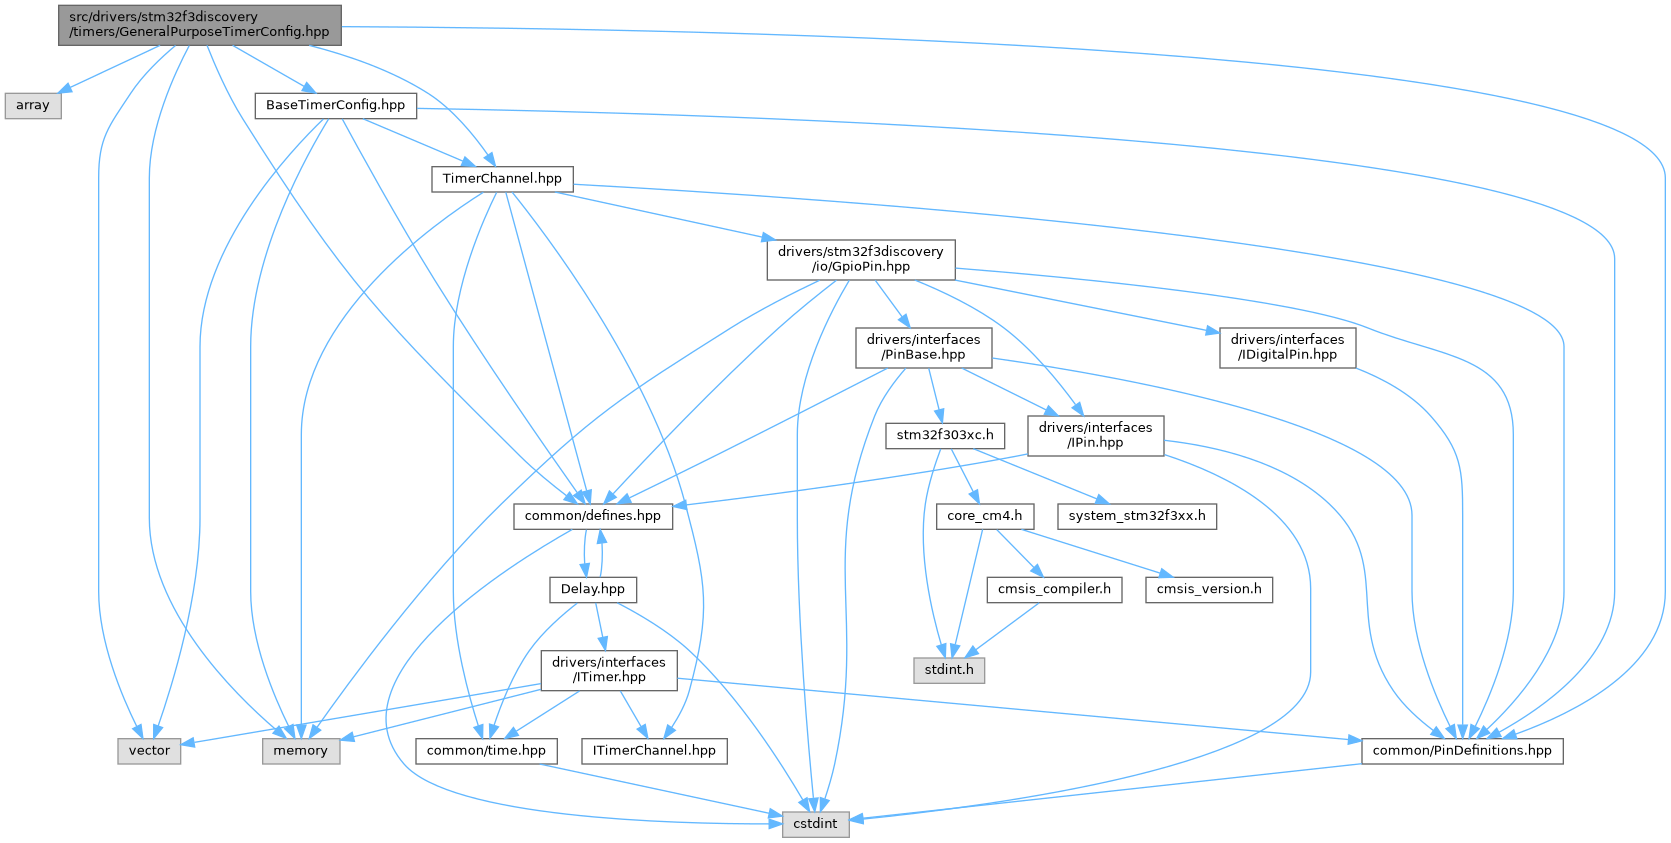 src/drivers/stm32f3discovery
/timers/GeneralPurposeTimerConfig.hpp
array
BaseTimerConfig.hpp
TimerChannel.hpp
drivers/stm32f3discovery
/io/GpioPin.hpp
drivers/interfaces
/PinBase.hpp
drivers/interfaces
/IDigitalPin.hpp
stm32f303xc.h
drivers/interfaces
/IPin.hpp
common/defines.hpp
core_cm4.h
system_stm32f3xx.h
Delay.hpp
cmsis_compiler.h
cmsis_version.h
drivers/interfaces
/ITimer.hpp
stdint.h
vector
memory
common/time.hpp
ITimerChannel.hpp
common/PinDefinitions.hpp
cstdint